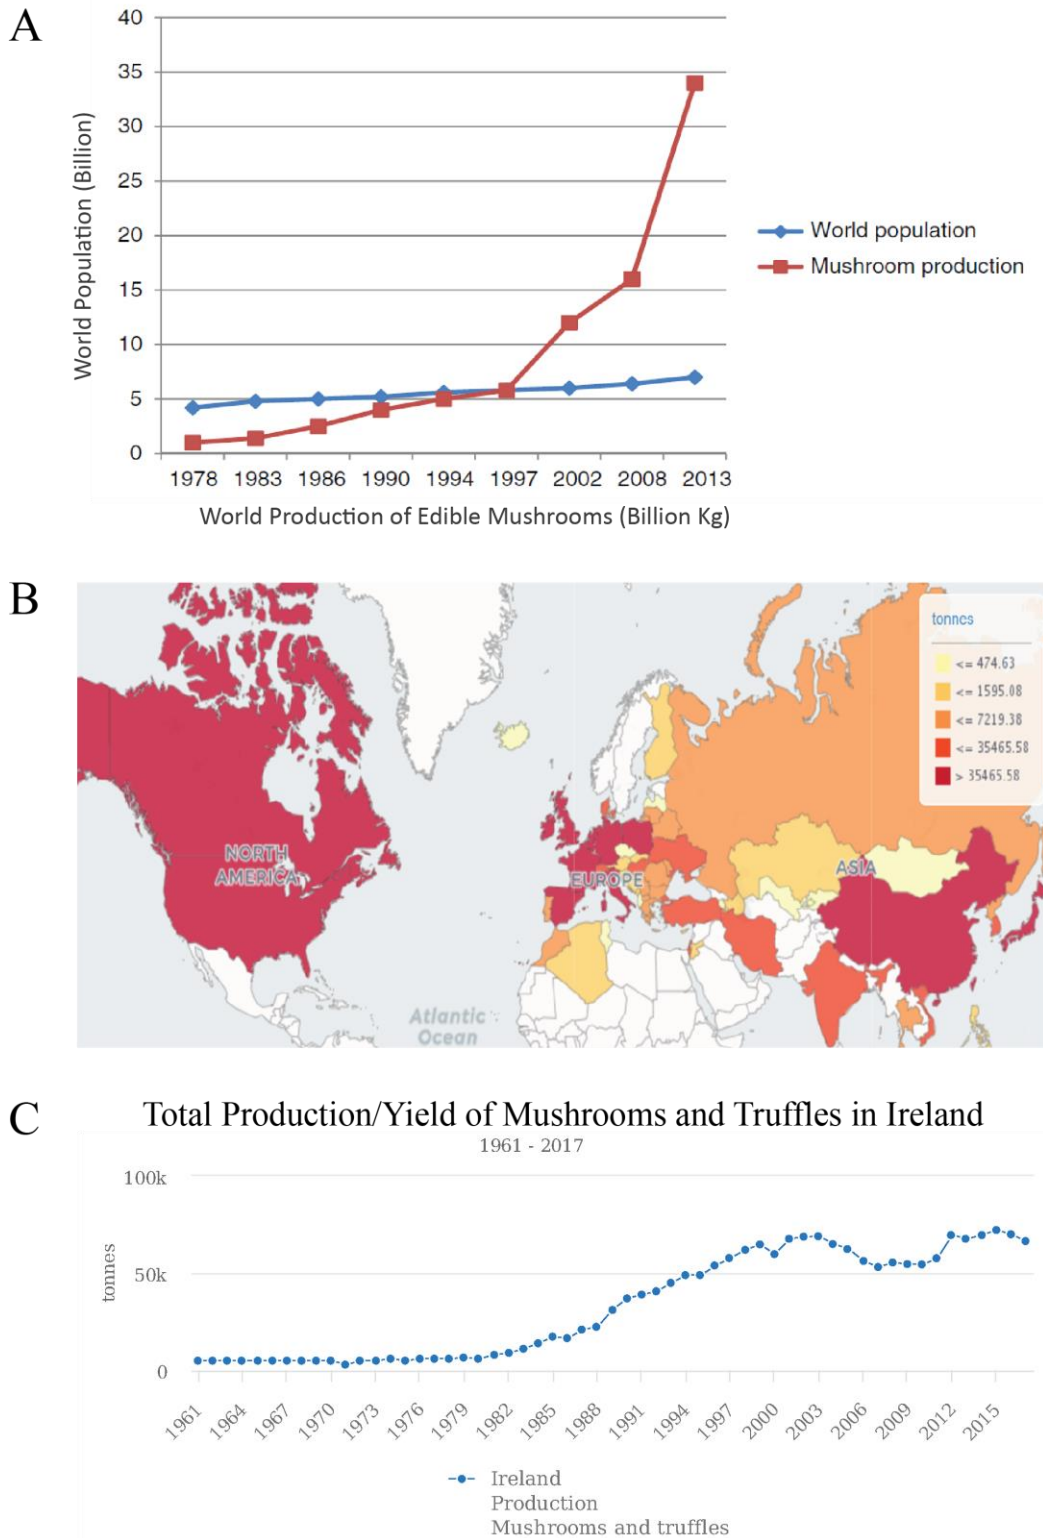 A
40
35
30
25
20
15
10
5
0
World Population (Billion)
1978 1983 1986 1990 1994 1997 2002 2008 2013
World Production of Edible Mushrooms (Billion Kg)
World population
Mushroom production
B
tonnes
<= 474.63
<= 1595.08
<= 7219.38
<= 35465.58
> 35465.58
NORTH
AMERICA
EUROPE
ASIA
Atlantic
Ocean
C
Total Production/Yield of Mushrooms and Truffles in Ireland
1961 - 2017
100k
50k
0
tonnes
1961 1964 1967 1970 1973 1976 1979 1982 1985 1988 1991 1994 1997 2000 2003 2006 2009 2012 2015
Ireland
Production
Mushrooms and truffles